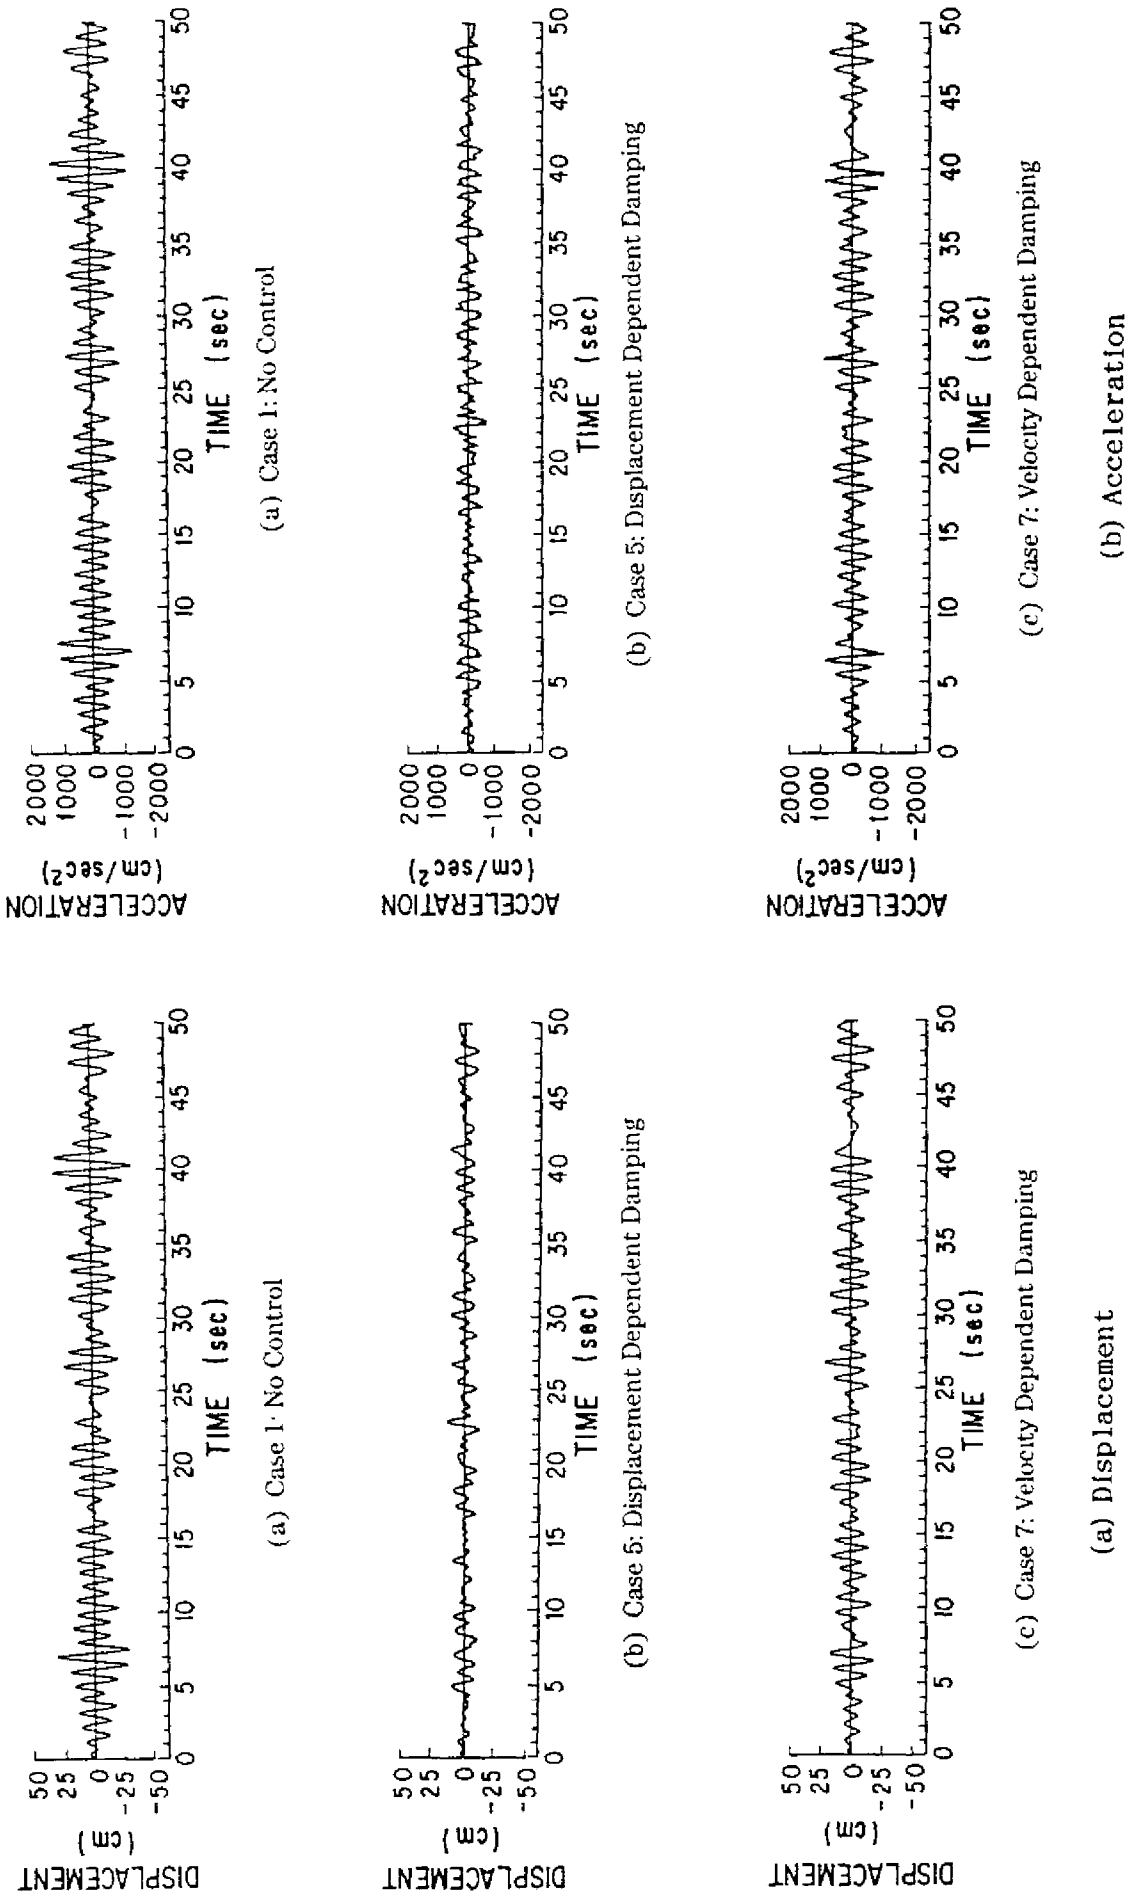 DISPLACEMENT
(cm)
50
25
0
-25
-50
0 5 10 15 20 25 30 35 40 45 50
TIME (sec)
(a) Case 1· No Control
DISPLACEMENT
(cm)
50
25
0
-25
-50
0 5 10 15 20 25 30 35 40 45 50
TIME (sec)
(b) Case 5: Displacement Dependent Damping
DISPLACEMENT
(cm)
50
25
0
-25
-50
0 5 10 15 20 25 30 35 40 45 50
TIME (sec)
(c) Case 7: Velocity Dependent Damping
(a) Displacement
ACCELERATION
(cm/sec²)
2000
1000
0
-1000
-2000
0 5 10 15 20 25 30 35 40 45 50
TIME (sec)
(a) Case 1: No Control
ACCELERATION
(cm/sec²)
2000
1000
0
-1000
-2000
0 5 10 15 20 25 30 35 40 45 50
TIME (sec)
(b) Case 5: Displacement Dependent Damping
ACCELERATION
(cm/sec²)
2000
1000
0
-1000
-2000
0 5 10 15 20 25 30 35 40 45 50
TIME (sec)
(c) Case 7: Velocity Dependent Damping
(b) Acceleration